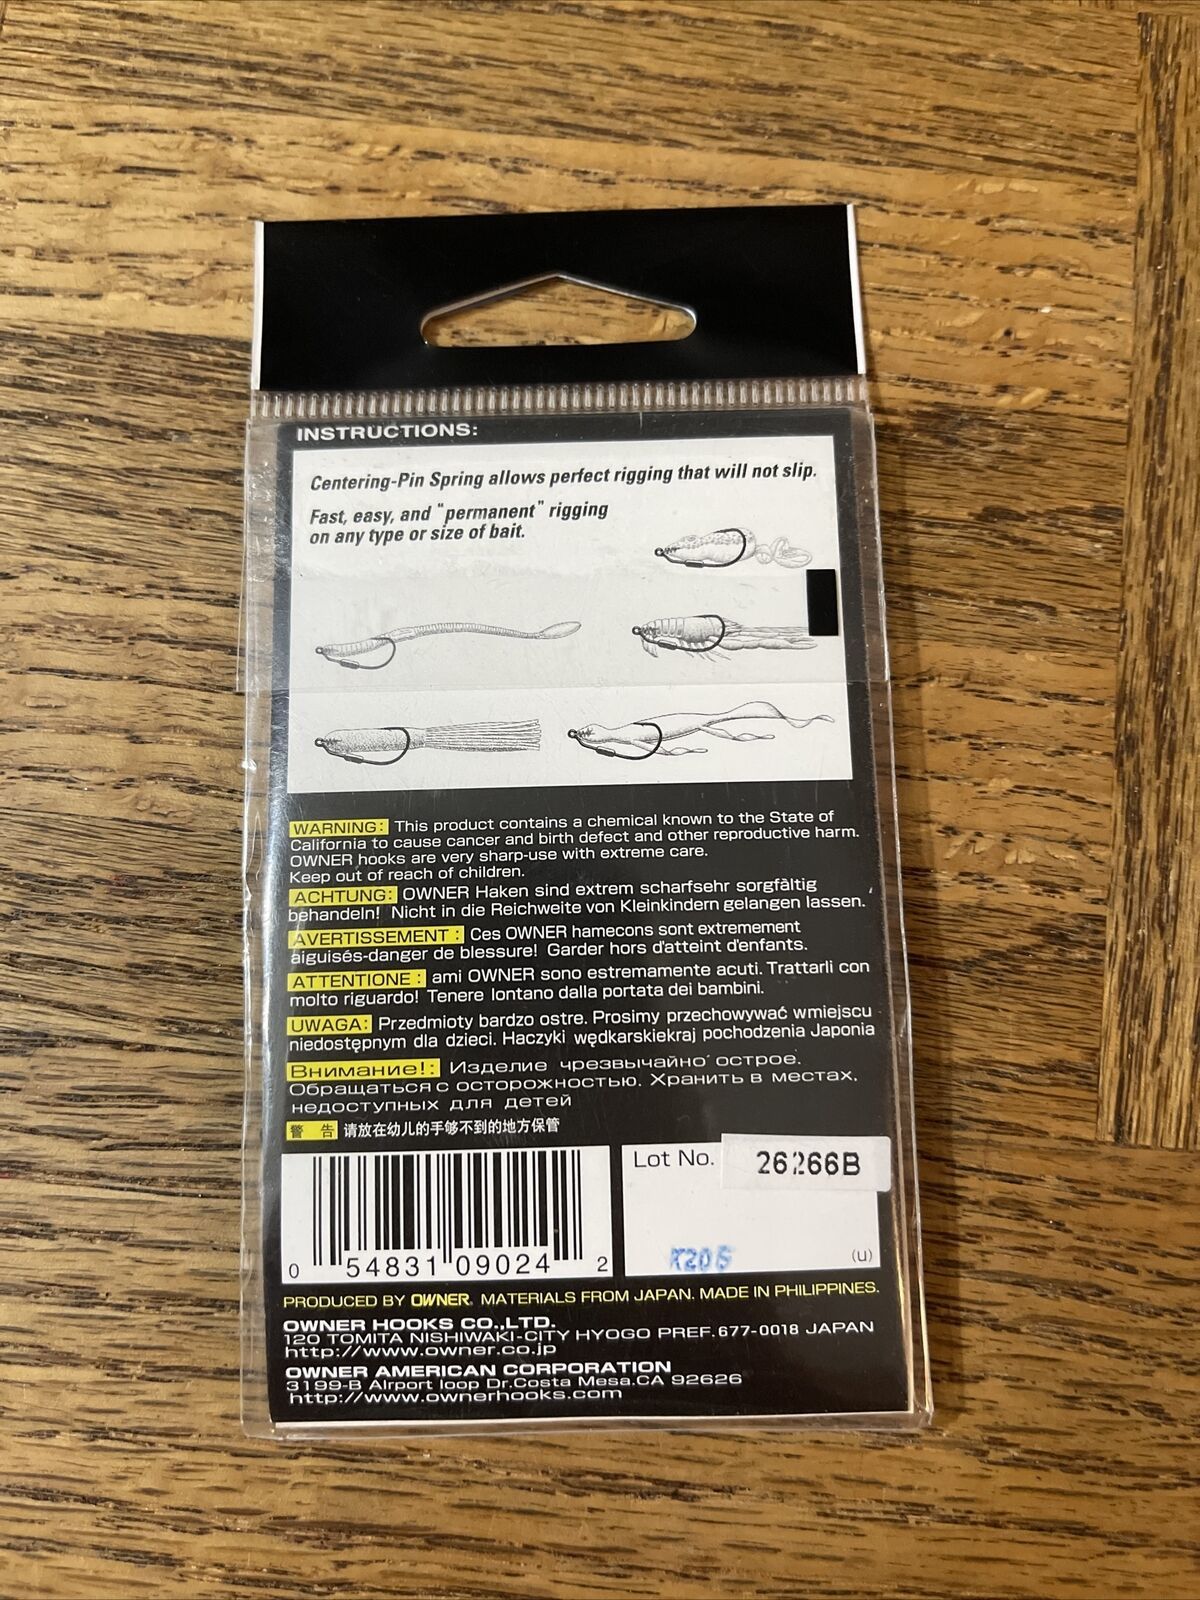 INSTRUCTIONS:
Centering-Pin Spring allows perfect rigging that will not slip.
Fast, easy, and "permanent" rigging
on any type or size of bait.
WARNING: This product contains a chemical known to the State of
California to cause cancer and birth defect and other reproductive harm.
OWNER hooks are very sharp-use with extreme care.
Keep out of reach of children.
ACHTUNG: OWNER Haken sind extrem scharfsehr sorgfältig
behandeln! Nicht in die Reichweite von Kleinkindern gelangen lassen.
AVERTISSEMENT: Ces OWNER hamecons sont extremement
aiguisés-danger de blessure! Garder hors d'atteint d'enfants.
ATTENTIONE: ami OWNER sono estremamente acuti. Trattarli con
molto riguardo! Tenere lontano dalla portata dei bambini.
UWAGA: Przedmioty bardzo ostre. Prosimy przechowywać wmiejscu
niedostępnym dla dzieci. Haczyki wędkarskiekraj pochodzenia Japonia
Внимание!: Изделие чрезвычайно острое.
Обращаться с осторожностью. Хранить в местах,
недоступных для детей
警告 请放在幼儿的手够不到的地方保管
Lot No. 26266B
K205
(u)
0 54831 09024 2
PRODUCED BY OWNER. MATERIALS FROM JAPAN. MADE IN PHILIPPINES.
OWNER HOOKS CO.,LTD.
120 TOMITA NISHIWAKI-CITY HYOGO PREF.677-0018 JAPAN
http://www.owner.co.jp
OWNER AMERICAN CORPORATION
3199-B Airport loop Dr.Costa Mesa.CA 92626
http://www.ownerhooks.com